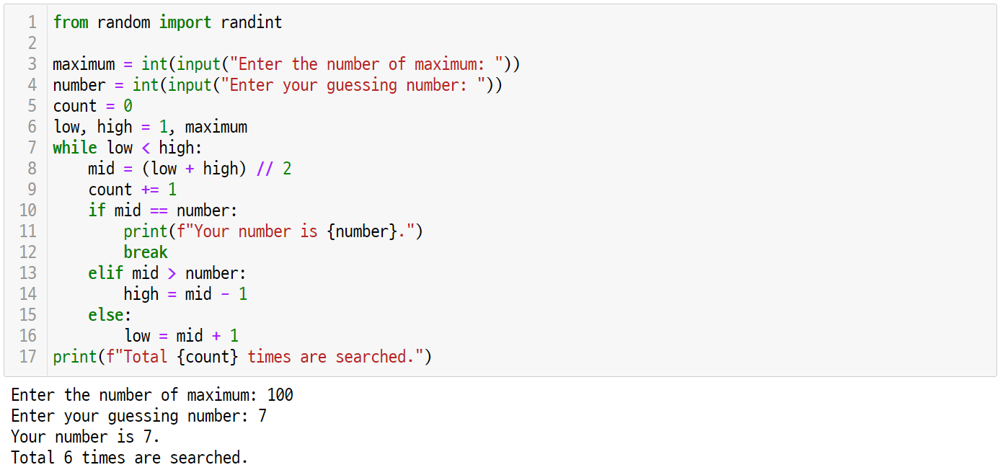 1 from random import randint
2
3 maximum = int(input("Enter the number of maximum: "))
4 number = int(input("Enter your guessing number: "))
5 count = 0
6 low, high = 1, maximum
7 while low < high:
8     mid = (low + high) // 2
9     count += 1
10     if mid == number:
11         print(f"Your number is {number}.")
12         break
13     elif mid > number:
14         high = mid - 1
15     else:
16         low = mid + 1
17 print(f"Total {count} times are searched.")
Enter the number of maximum: 100
Enter your guessing number: 7
Your number is 7.
Total 6 times are searched.